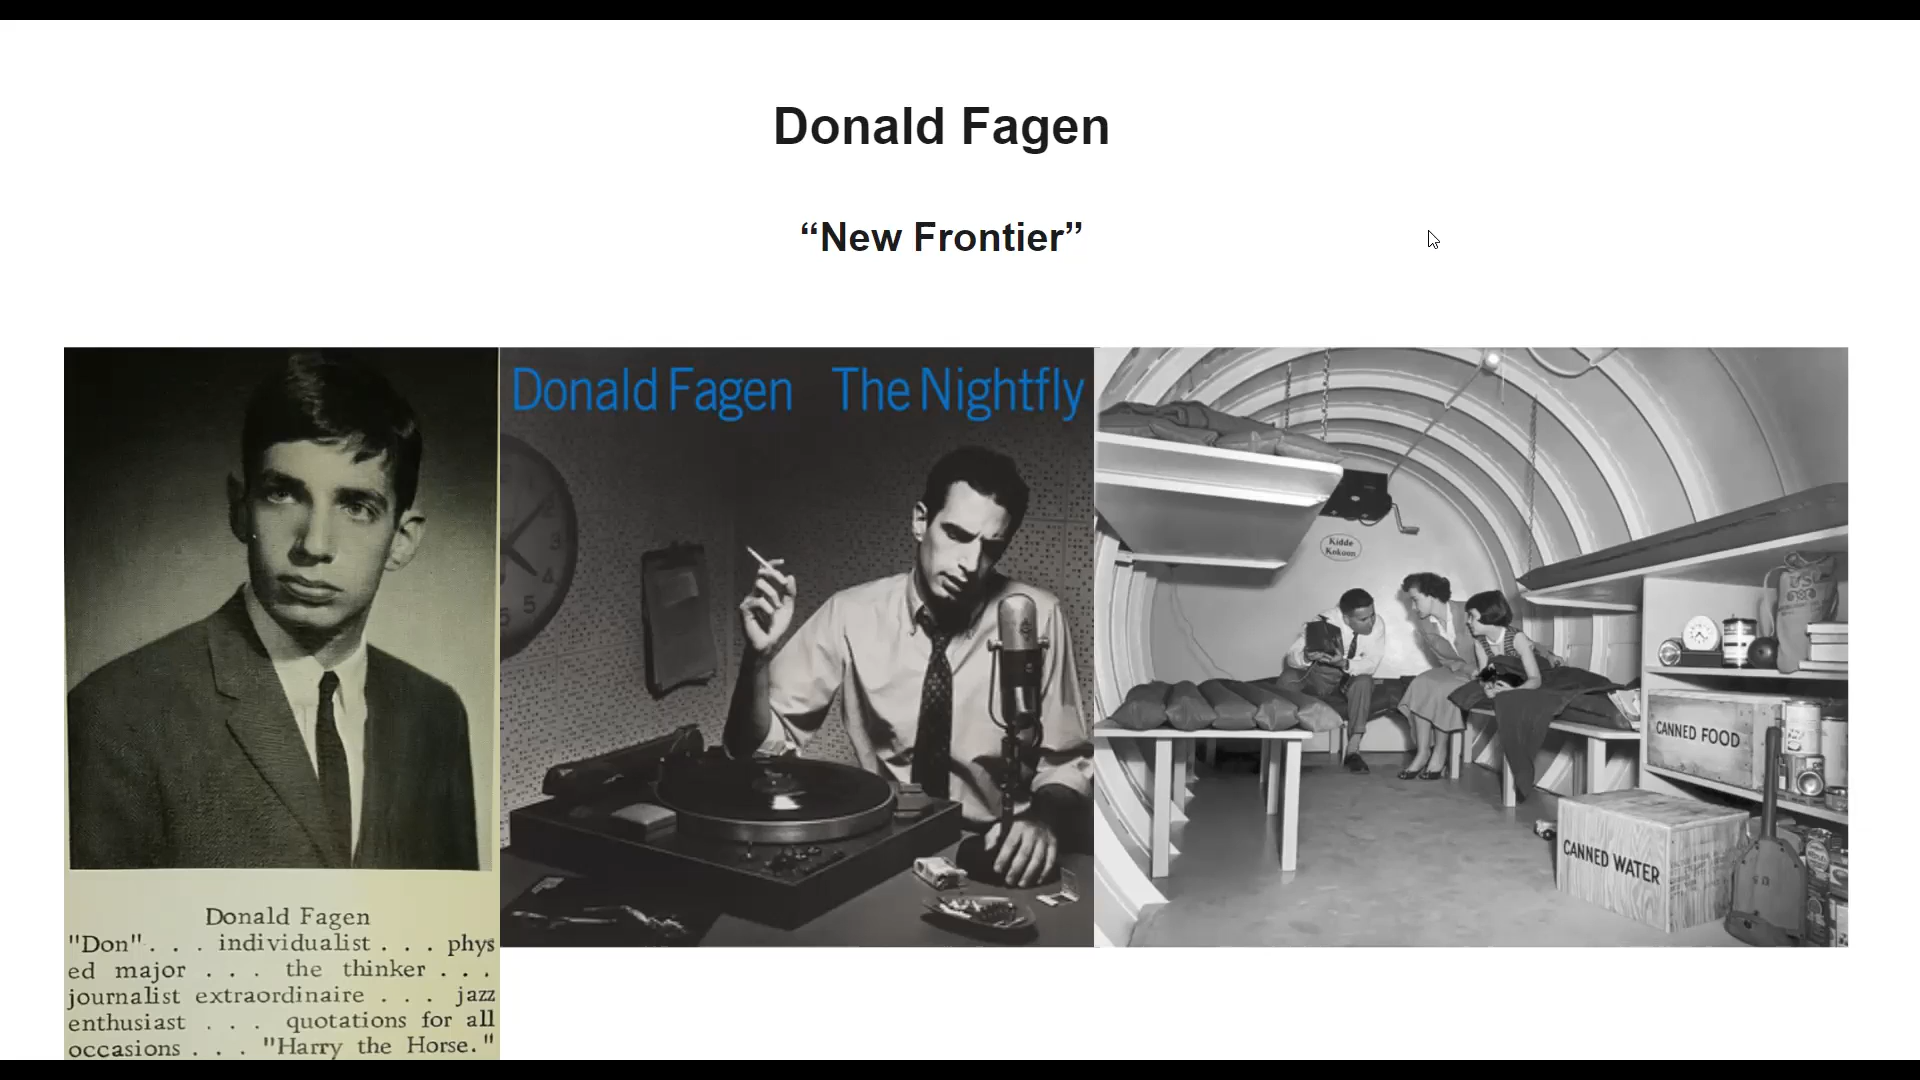 Donald Fagen
“New Frontier”
Donald Fagen The Nightfly
Kidde
Kokoon
CANNED FOOD
CANNED WATER
Donald Fagen
"Don". . . individualist . . . phys
ed major . . . the thinker . . .
journalist extraordinaire . . . jazz
enthusiast . . . quotations for all
occasions . . . "Harry the Horse."